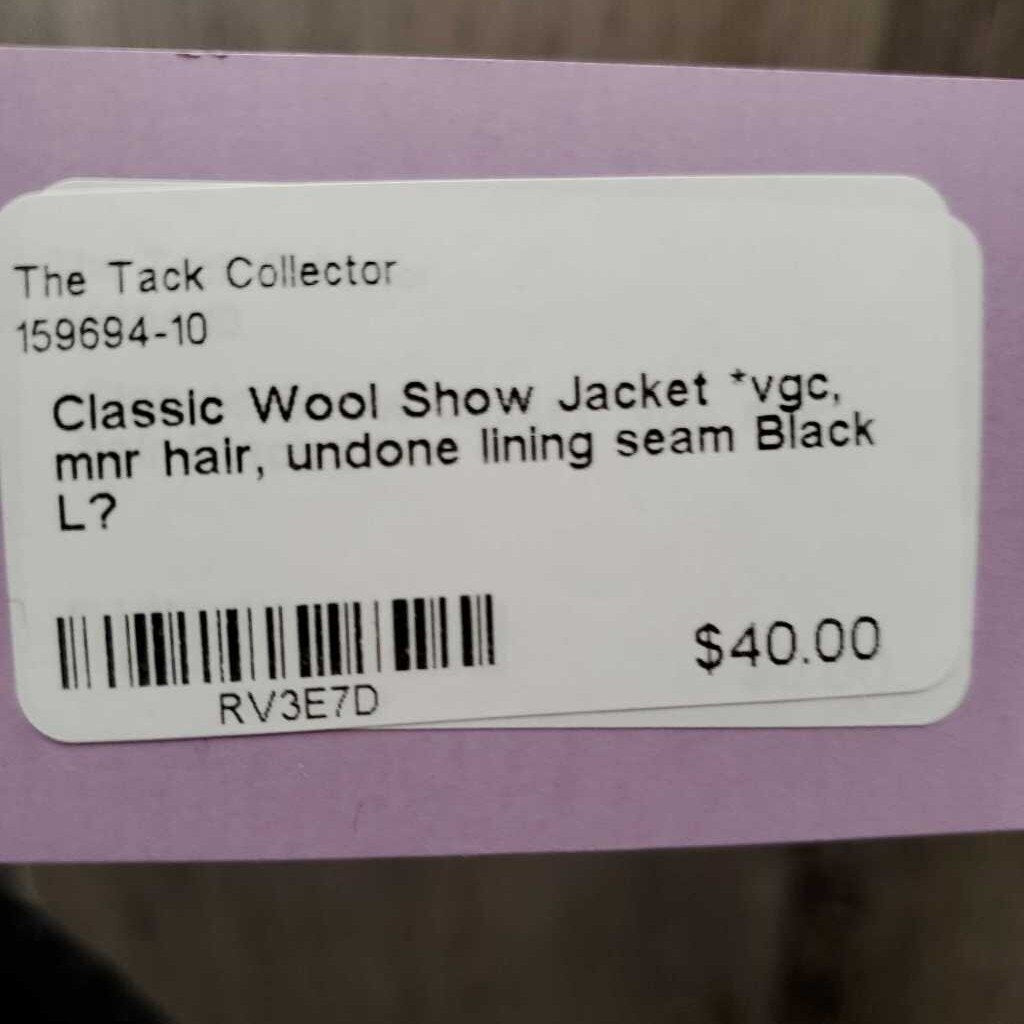 The Tack Collector
159694-10
Classic Wool Show Jacket *vgc,
mnr hair, undone lining seam Black
L?
RV3E7D
$40.00